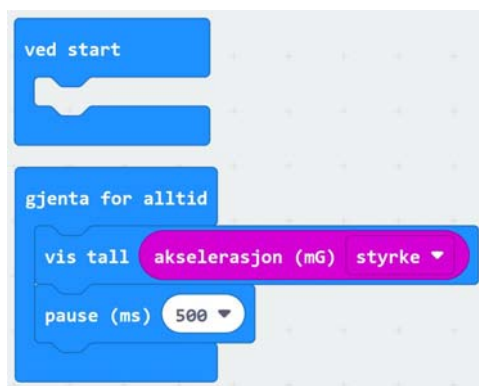 ved start
gjenta for alltid
vis tall akselerasjon (mG) styrke
pause (ms) 500